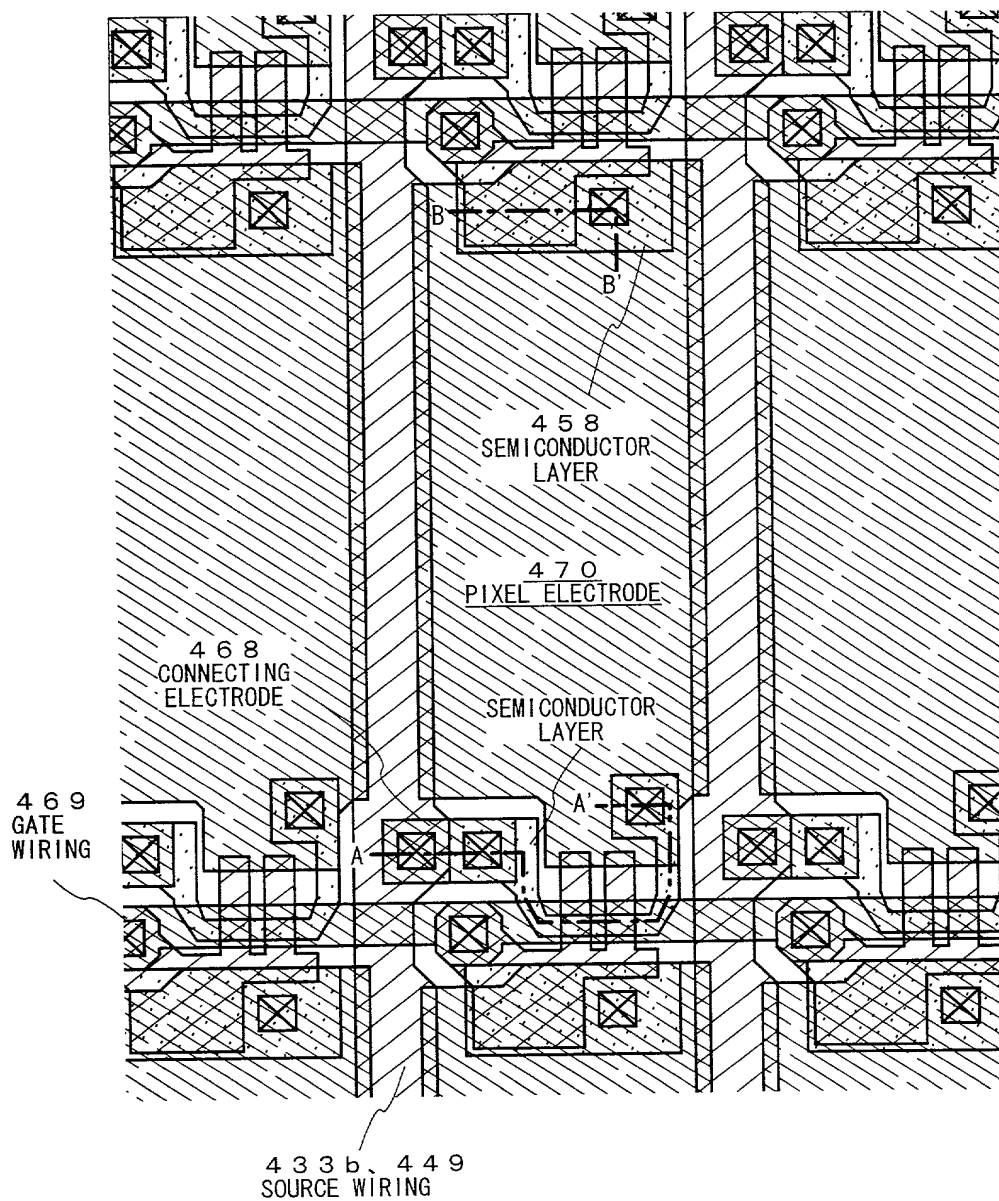 B
B'
458
SEMICONDUCTOR
LAYER
470
PIXEL ELECTRODE
468
CONNECTING
ELECTRODE
SEMICONDUCTOR
LAYER
469
GATE
WIRING
A'
A
433b、449
SOURCE WIRING